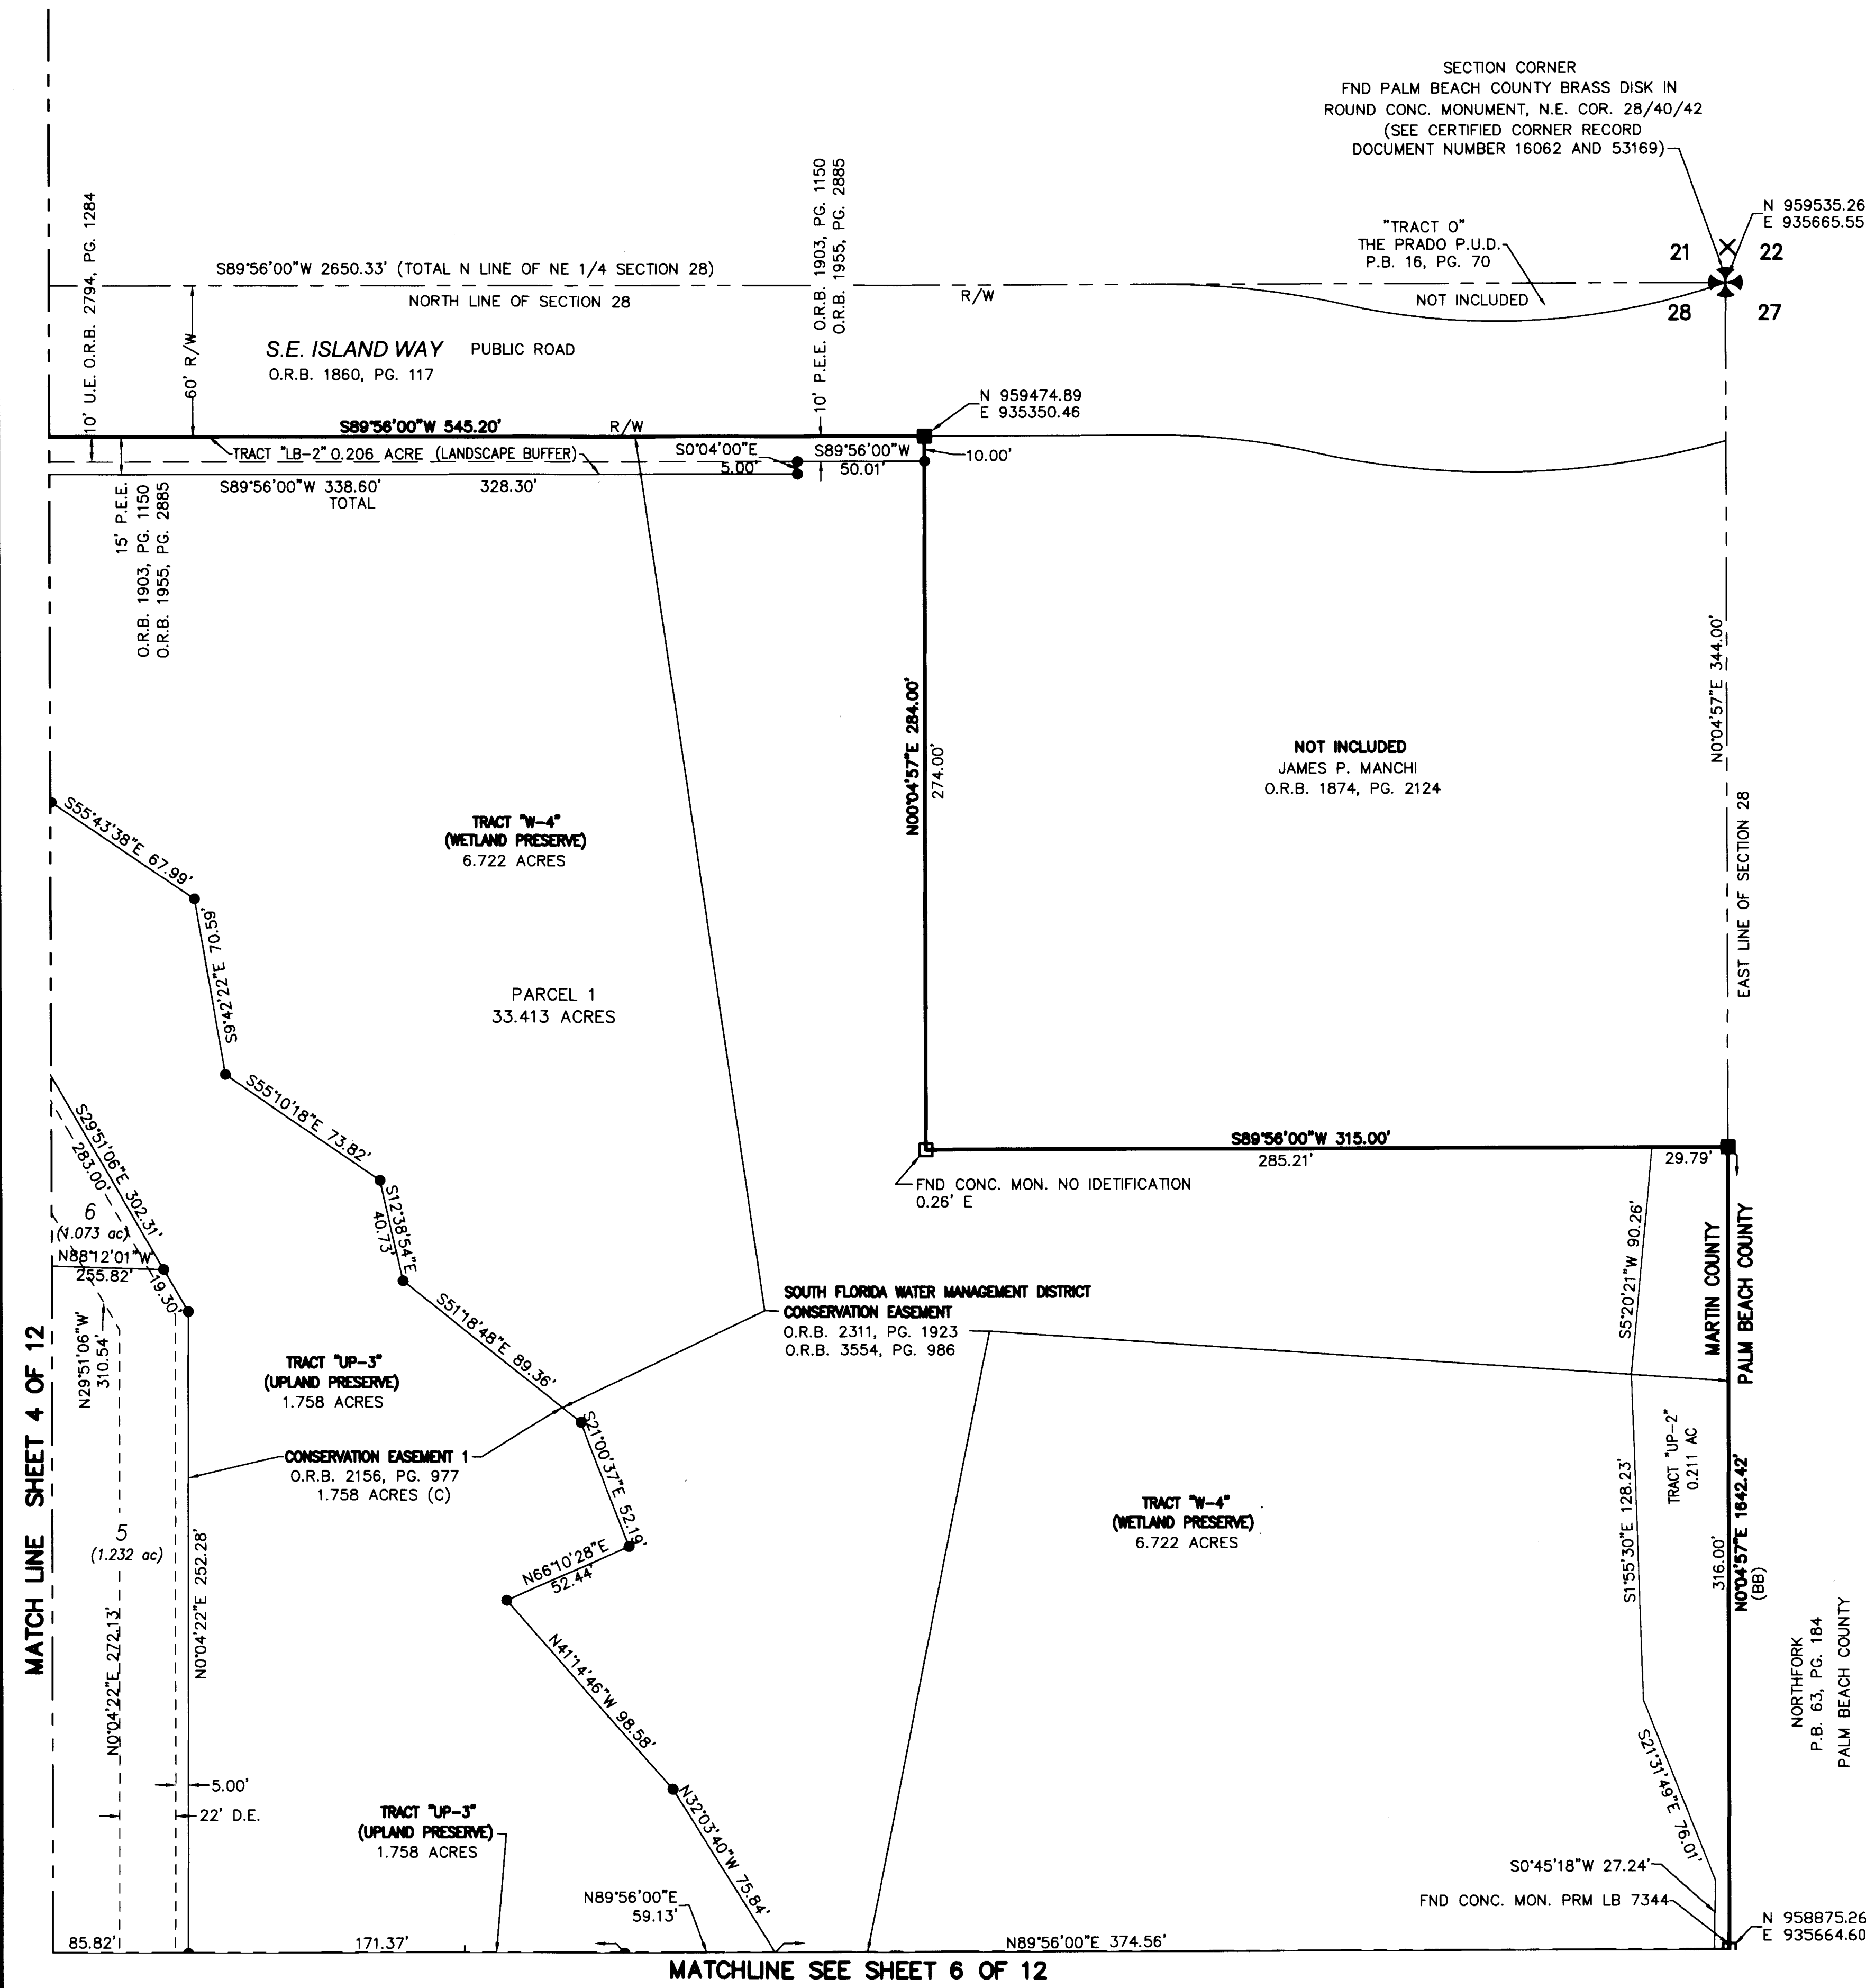 SECTION CORNER
FND PALM BEACH COUNTY BRASS DISK IN
ROUND CONC. MONUMENT, N.E. COR. 28/40/42
(SEE CERTIFIED CORNER RECORD
DOCUMENT NUMBER 16062 AND 53169)
N 959535.26
E 935665.55
"TRACT O"
THE PRADO P.U.D.
P.B. 16, PG. 70
21
22
28
27
NOT INCLUDED
10' U.E. O.R.B. 2794, PG. 1284
10' P.E.E. O.R.B. 1903, PG. 1150
O.R.B. 1955, PG. 2885
S89°56'00"W 2650.33' (TOTAL N LINE OF NE 1/4 SECTION 28)
NORTH LINE OF SECTION 28
R/W
60' R/W
S.E. ISLAND WAY PUBLIC ROAD
O.R.B. 1860, PG. 117
N 959474.89
E 935350.46
S89°56'00"W 545.20'
R/W
TRACT "LB-2" 0.206 ACRE (LANDSCAPE BUFFER)
S0°04'00"E
5.00'
S89°56'00"W
50.01'
10.00'
S89°56'00"W 338.60'
TOTAL
328.30'
15' P.E.E.
O.R.B. 1903, PG. 1150
O.R.B. 1955, PG. 2885
N00°04'57"E 284.00'
274.00'
N0°04'57"E 344.00'
EAST LINE OF SECTION 28
NOT INCLUDED
JAMES P. MANCHI
O.R.B. 1874, PG. 2124
TRACT "W-4"
(WETLAND PRESERVE)
6.722 ACRES
S55°43'38"E 67.99'
S9°42'22"E 70.59'
PARCEL 1
33.413 ACRES
S55°10'18"E 73.82'
S12°38'54"E
40.73'
S51°18'48"E 89.36'
S29°51'06"E 302.31'
283.00'
6
(1.073 ac)
N88°12'01"W
255.82'
19.30'
N29°51'06"W
310.54'
S89°56'00"W 315.00'
285.21'
29.79'
FND CONC. MON. NO IDETIFICATION
0.26' E
S5°20'21"W 90.26'
MARTIN COUNTY
PALM BEACH COUNTY
SOUTH FLORIDA WATER MANAGEMENT DISTRICT
CONSERVATION EASEMENT
O.R.B. 2311, PG. 1923
O.R.B. 3554, PG. 986
MATCH LINE SHEET 4 OF 12
TRACT "UP-3"
(UPLAND PRESERVE)
1.758 ACRES
CONSERVATION EASEMENT 1
O.R.B. 2156, PG. 977
1.758 ACRES (C)
S21°00'37"E 52.19'
N66°10'28"E
52.44'
5
(1.232 ac)
N0°04'22"E 252.28'
N0°04'22"E 272.13'
TRACT "W-4"
(WETLAND PRESERVE)
6.722 ACRES
TRACT "UP-2"
0.211 AC
S1°55'30"E 128.23'
316.00'
N0°04'57"E 1642.42'
(BB)
NORTHFORK
P.B. 63, PG. 184
PALM BEACH COUNTY
N41°14'46"W 98.58'
S21°31'49"E 76.01'
5.00'
22' D.E.
TRACT "UP-3"
(UPLAND PRESERVE)
1.758 ACRES
N32°03'40"W 75.84'
S0°45'18"W 27.24'
FND CONC. MON. PRM LB 7344
N 958875.26
E 935664.60
N89°56'00"E
59.13'
85.82'
171.37'
N89°56'00"E 374.56'
MATCHLINE SEE SHEET 6 OF 12